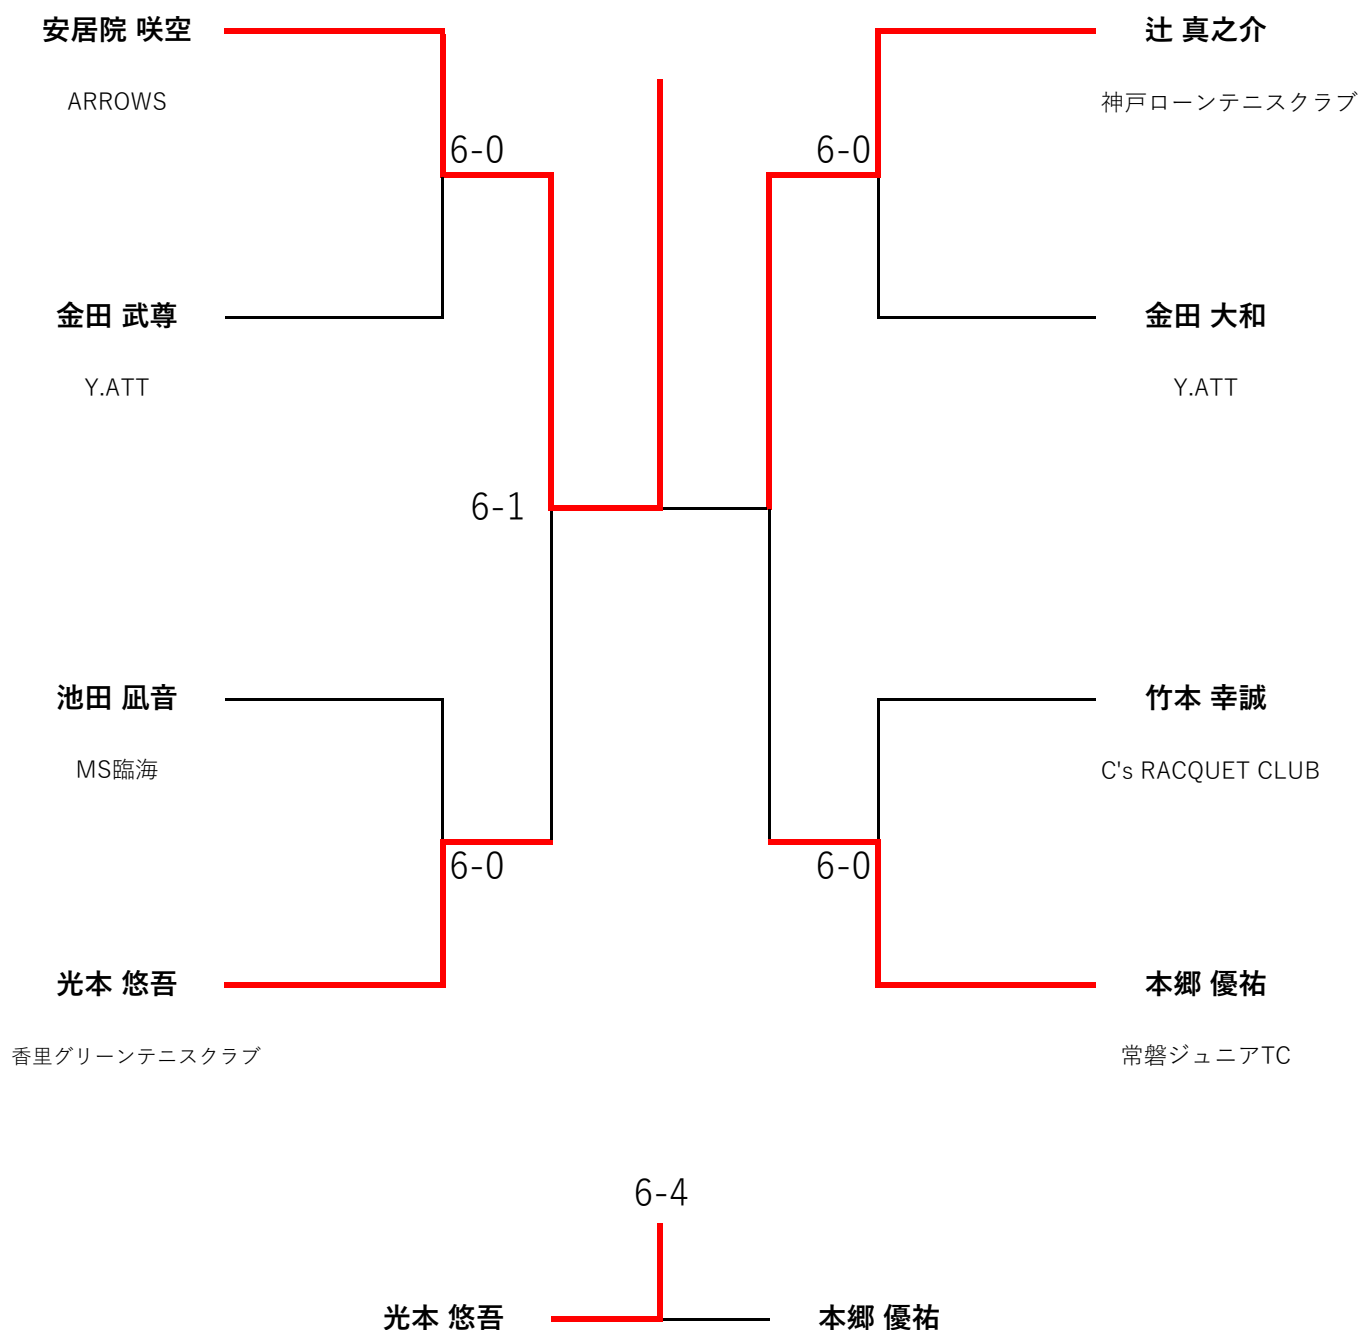 安居院 咲空
辻 真之介
ARROWS
神戸ローンテニスクラブ
6-0
6-0
金田 武尊
金田 大和
Y.ATT
Y.ATT
6-1
池田 凪音
竹本 幸誠
MS臨海
C's RACQUET CLUB
6-0
6-0
光本 悠吾
本郷 優祐
香里グリーンテニスクラブ
常磐ジュニアTC
6-4
光本 悠吾
本郷 優祐